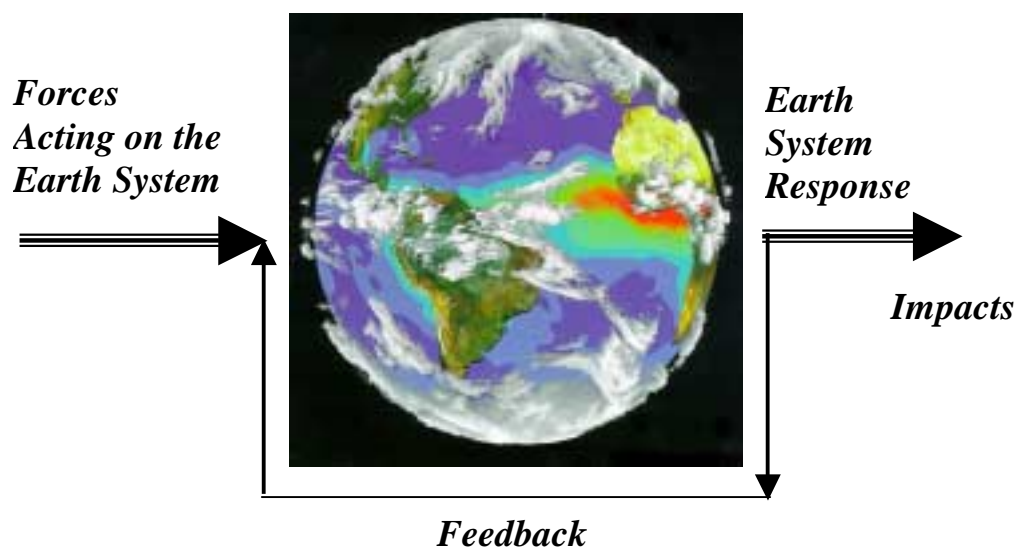 Forces
Acting on the
Earth System
Earth
System
Response
Impacts
Feedback